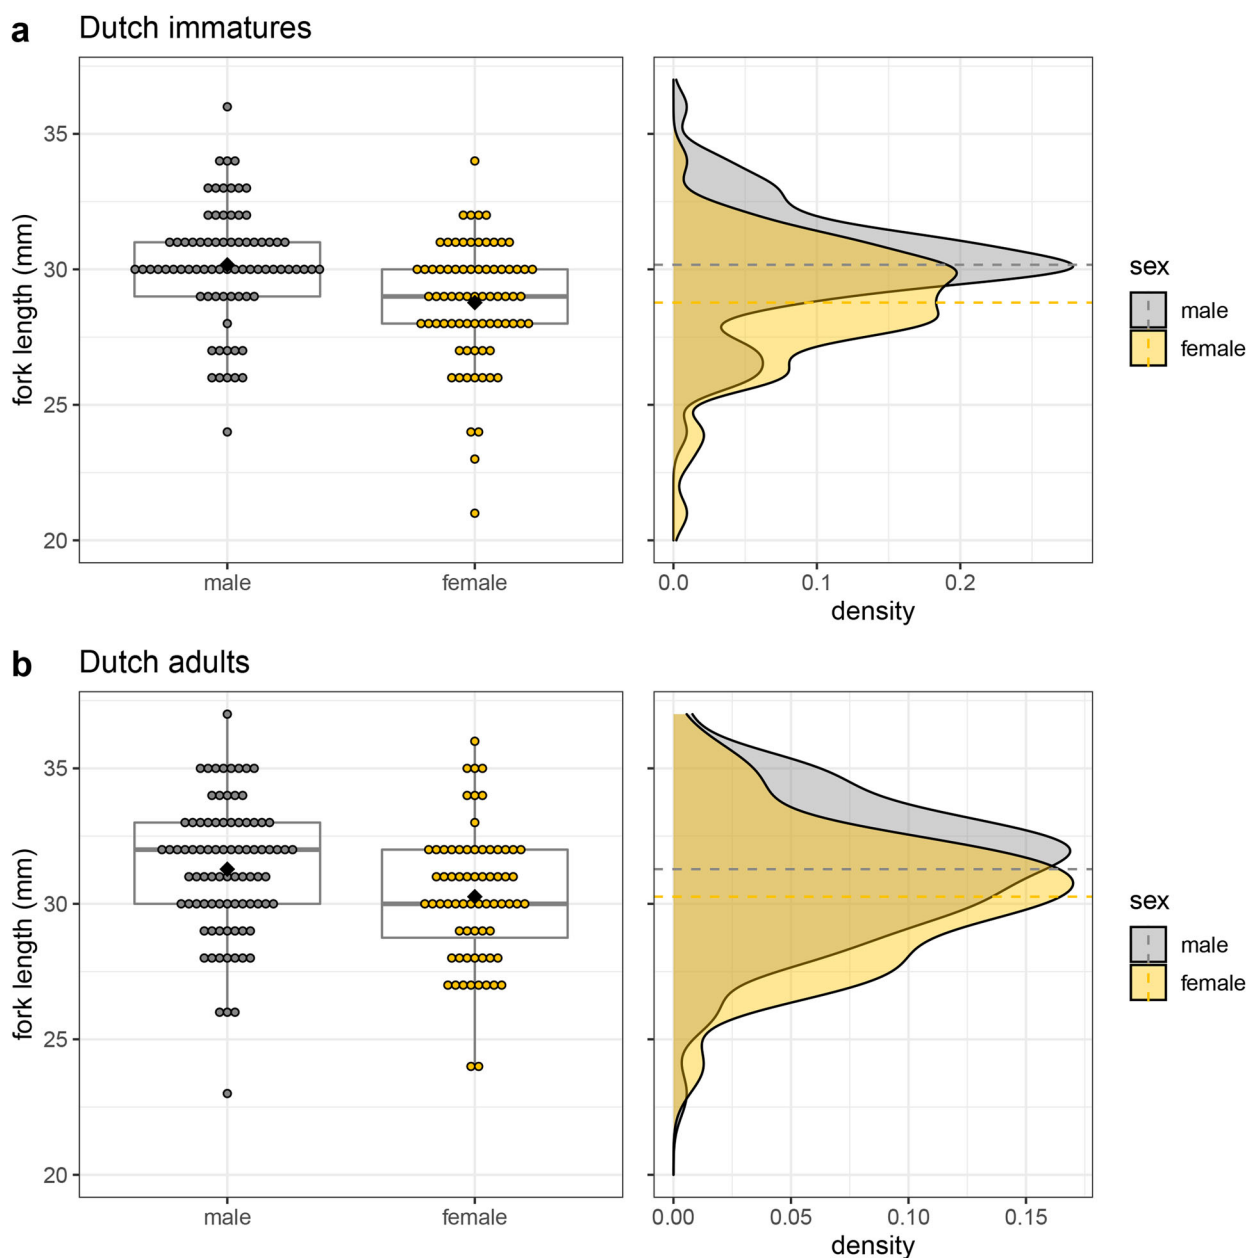 a Dutch immatures
fork length (mm)
35
30
25
20
male female
0.0 0.1 0.2
density
sex
male
female
b Dutch adults
fork length (mm)
35
30
25
20
male female
0.00 0.05 0.10 0.15
density
sex
male
female